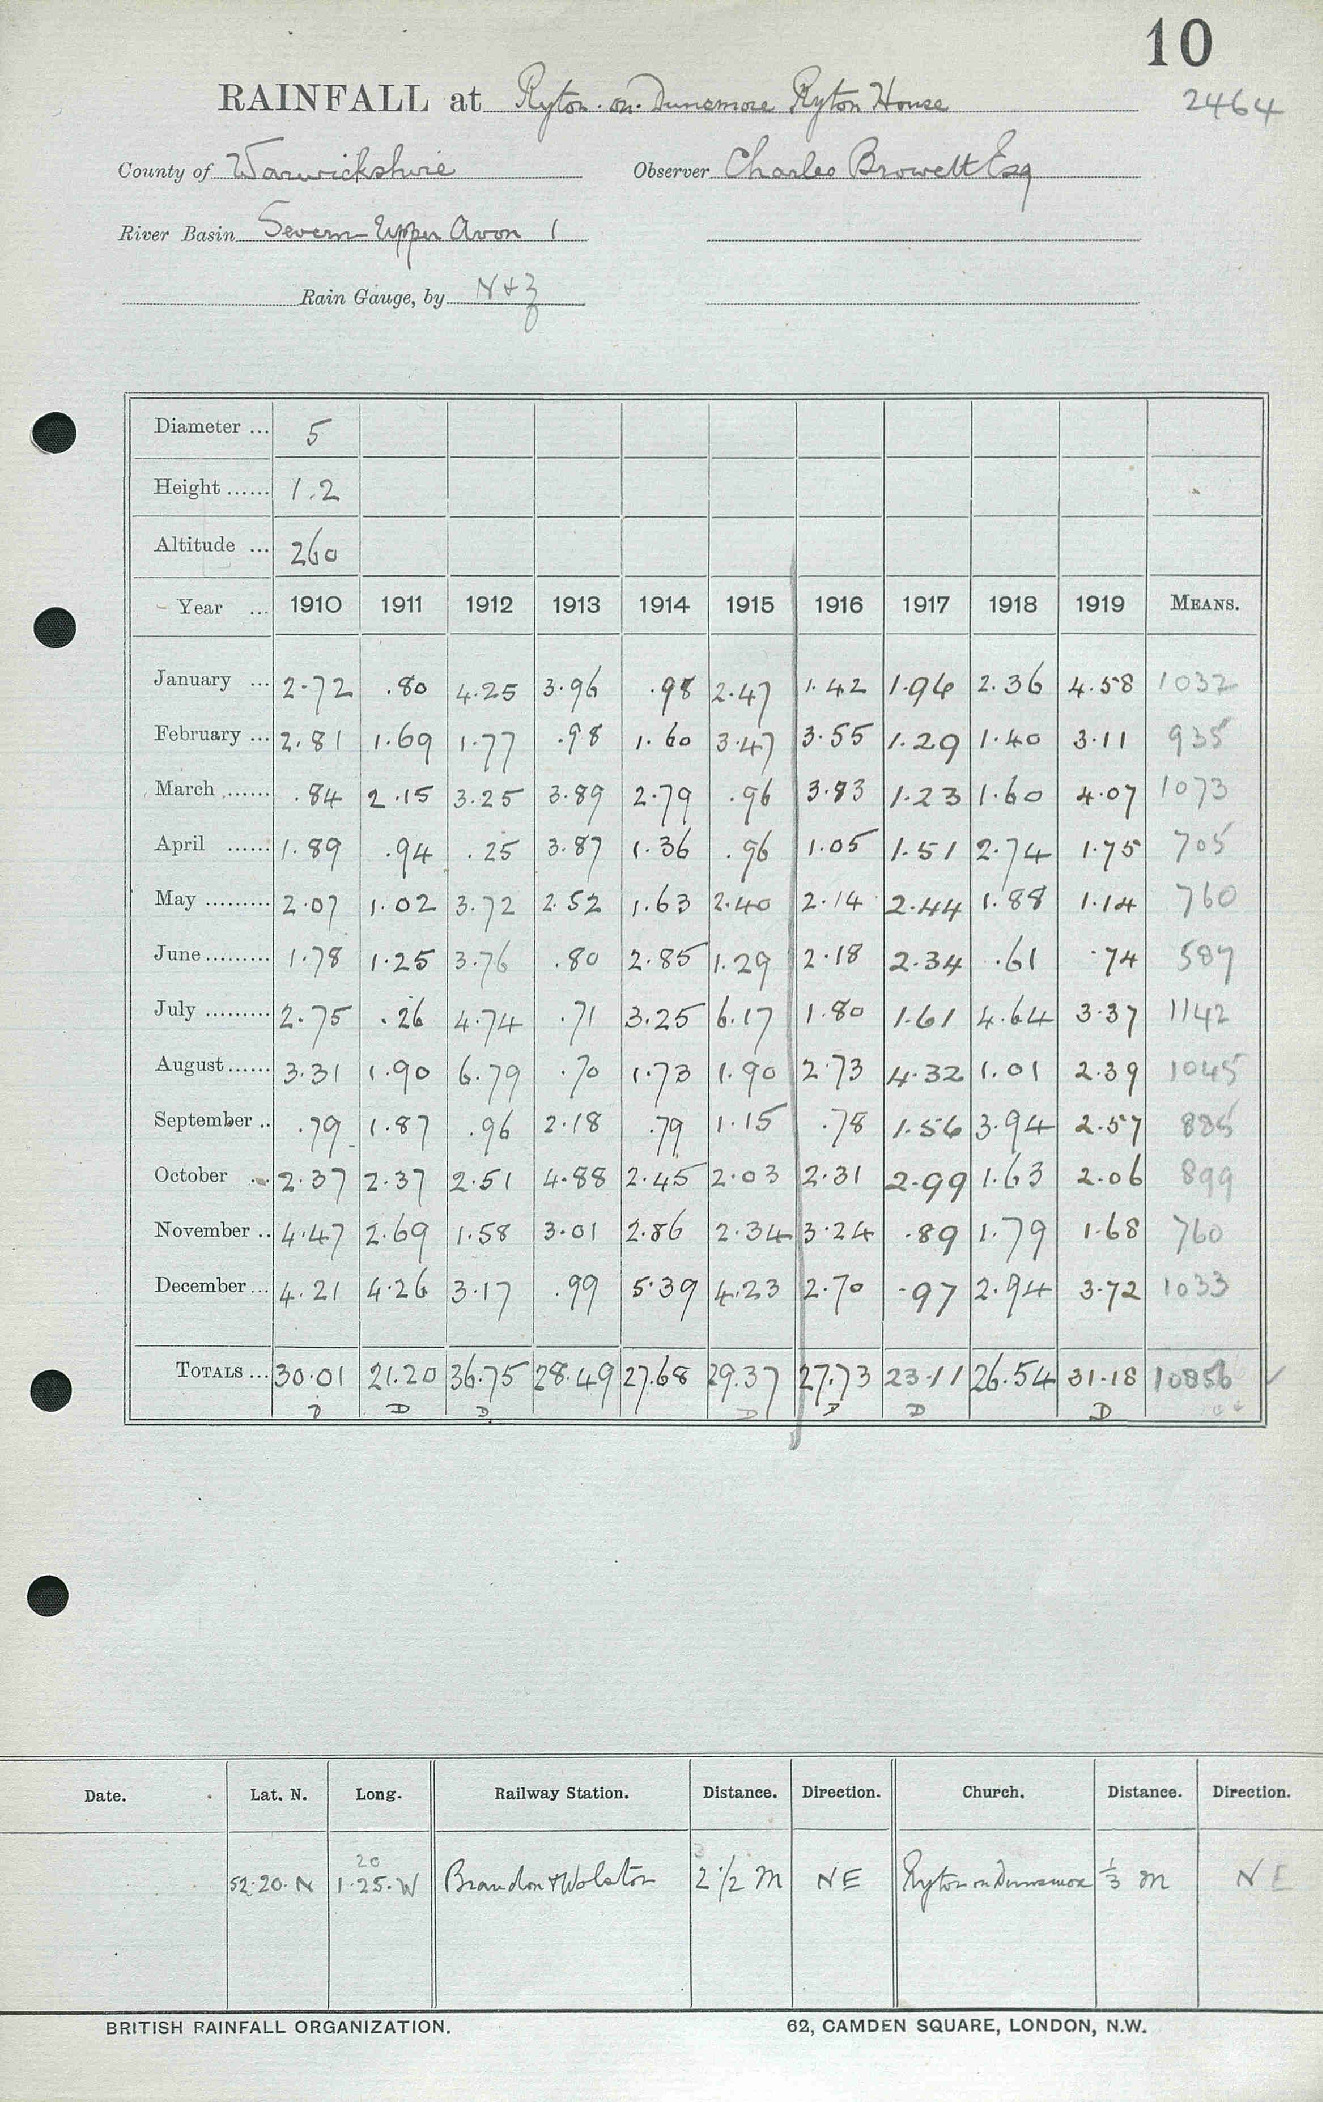 10
RAINFALL at Ryton-on-Dunsmore Ryton House 2464
County of Warwickshire Observer Charles Browett Esq
River Basin Severn - Upper Avon 1
Rain Gauge, by N & Z
Diameter ... 5
Height ...... 1.2
Altitude ... 260
Year ... 1910 1911 1912 1913 1914 1915 1916 1917 1918 1919 MEANS.
January ... 2.72 .80 4.25 3.96 .98 2.47 1.42 1.96 2.36 4.58 1032
February ... 2.81 1.69 1.77 .98 1.60 3.47 3.55 1.29 1.40 3.11 935
March ...... .84 2.15 3.25 3.89 2.79 .96 3.83 1.23 1.60 4.07 1073
April ...... 1.89 .94 .25 3.87 1.36 .96 1.05 1.51 2.74 1.75 705
May ......... 2.07 1.02 3.72 2.52 1.63 2.40 2.14 2.44 1.88 1.14 760
June ......... 1.78 1.25 3.76 .80 2.85 1.29 2.18 2.34 .61 .74 587
July ......... 2.75 .26 4.74 .71 3.25 6.17 1.80 1.61 4.64 3.37 1142
August ...... 3.31 1.90 6.79 .70 1.73 1.90 2.73 4.32 1.01 2.39 1045
September .. .79 1.87 .96 2.18 .79 1.15 .78 1.56 3.94 2.57 885
October .. 2.37 2.37 2.51 4.88 2.45 2.03 2.31 2.99 1.63 2.06 899
November .. 4.47 2.69 1.58 3.01 2.86 2.34 3.24 .89 1.79 1.68 760
December ... 4.21 4.26 3.17 .99 5.39 4.23 2.70 .97 2.94 3.72 1033
TOTALS ... 30.01 21.20 36.75 28.49 27.68 29.37 27.73 23.11 26.54 31.18 10856 ✓
D D D D D D D
Date. Lat. N. Long. Railway Station. Distance. Direction. Church. Distance. Direction.
20
52.20.N 1.25.W Brandon & Wolston 2 1/2 M NE Ryton on Dunsmore 1/3 m NE
BRITISH RAINFALL ORGANIZATION. 62, CAMDEN SQUARE, LONDON, N.W.